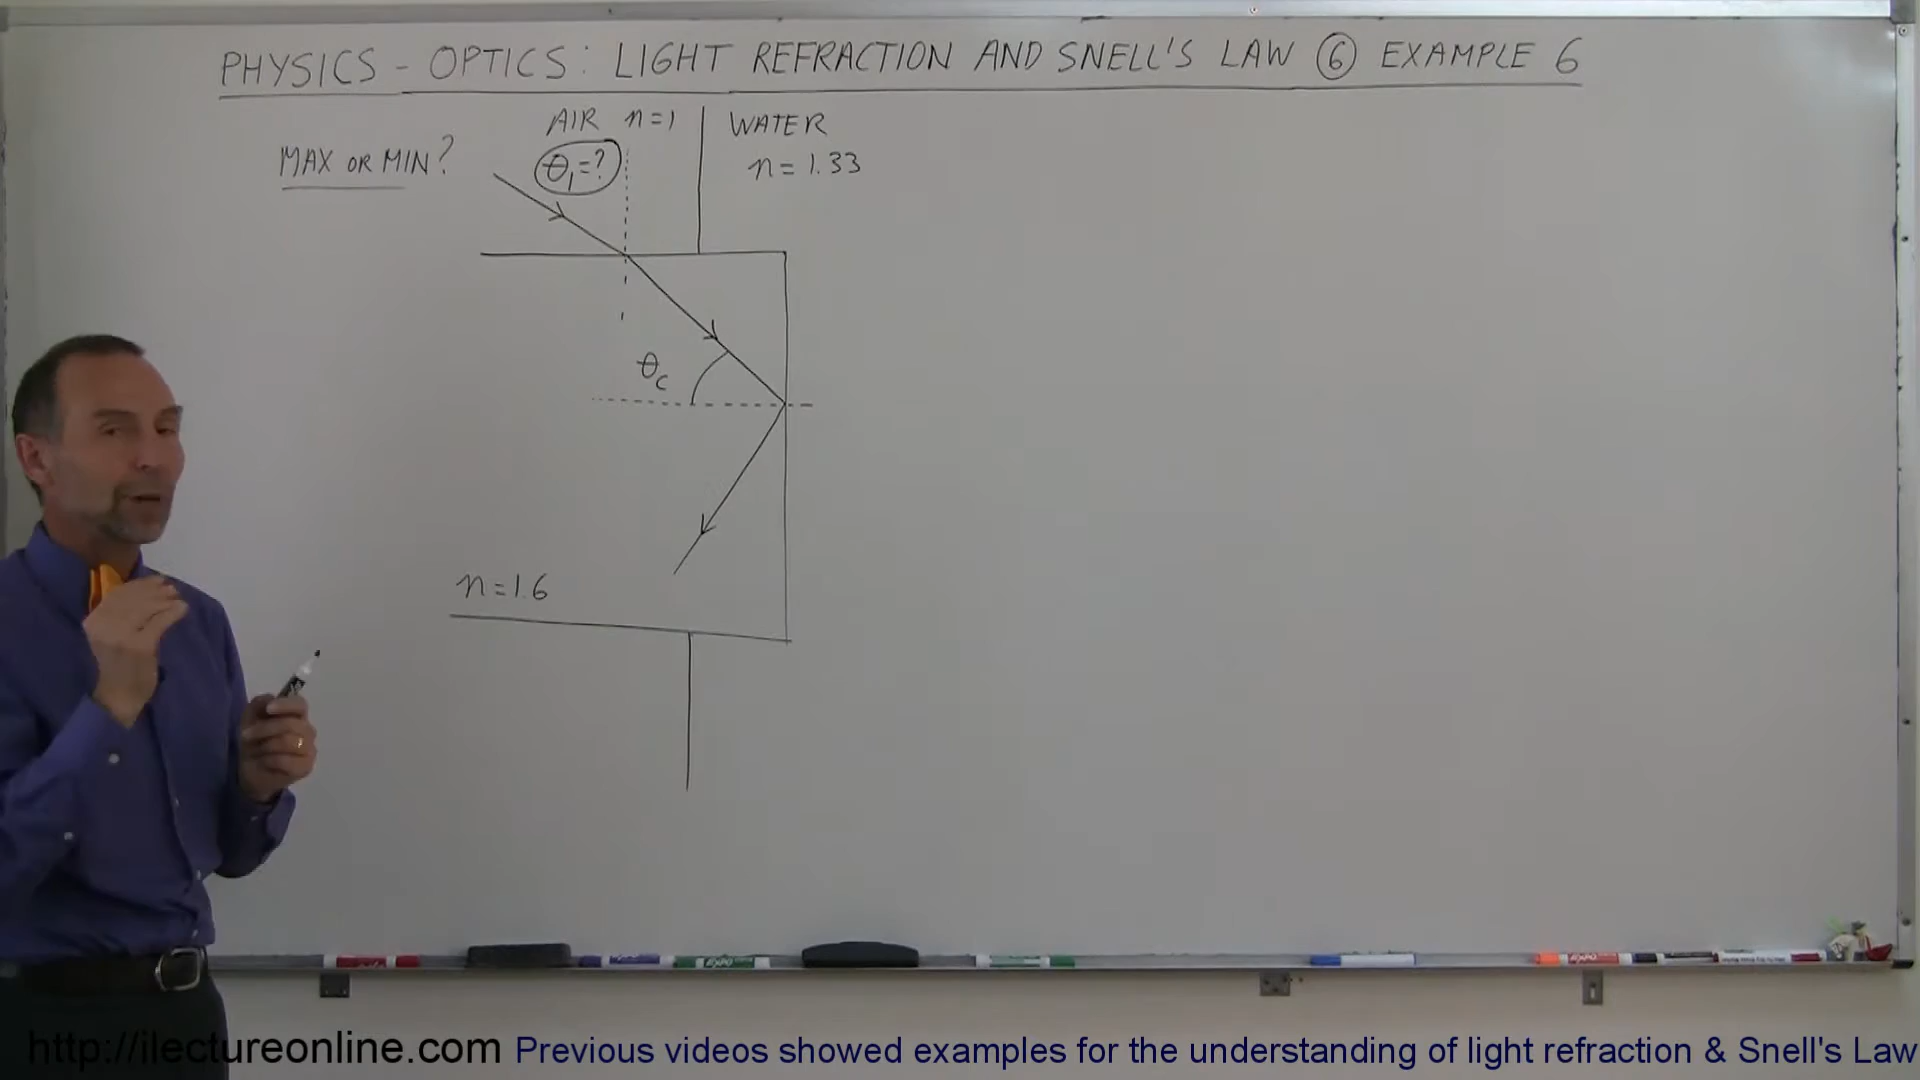 PHYSICS - OPTICS: LIGHT REFRACTION AND SNELL'S LAW ⑥ EXAMPLE 6
MAX OR MIN?
AIR n=1
WATER
θ₁=?
n=1.33
θc
n=1.6
http://ilectureonline.com Previous videos showed examples for the understanding of light refraction & Snell's Law